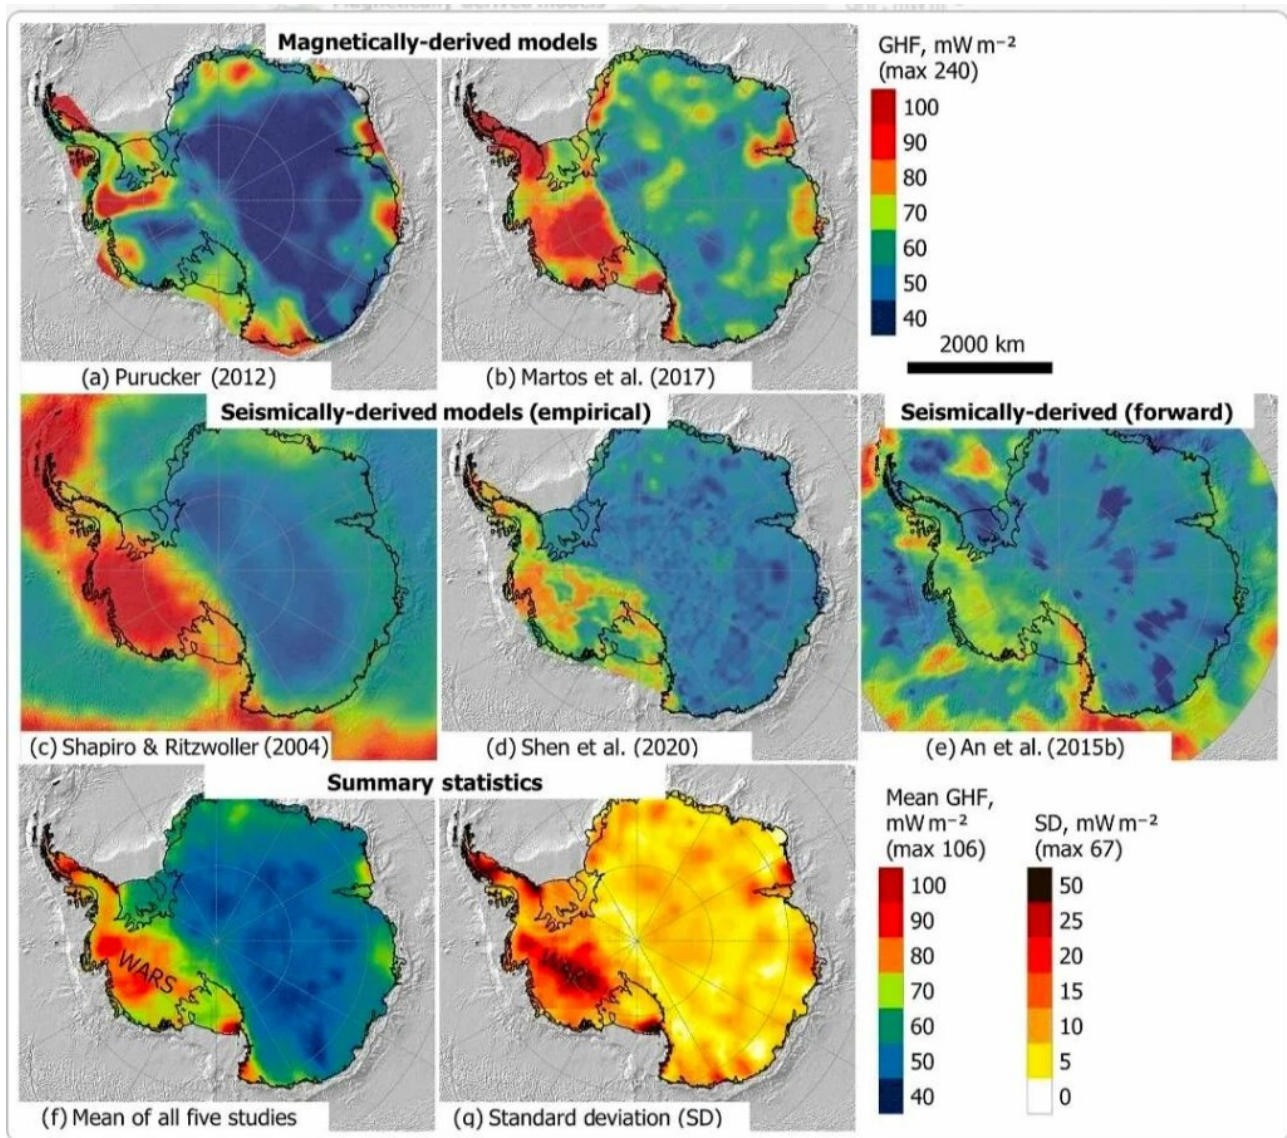 Magnetically-derived models
GHF, mW m⁻²
(max 240)
100
90
80
70
60
50
40
2000 km
(a) Purucker (2012)
(b) Martos et al. (2017)
Seismically-derived models (empirical)
Seismically-derived (forward)
(c) Shapiro & Ritzwoller (2004)
(d) Shen et al. (2020)
(e) An et al. (2015b)
Summary statistics
WARS
Mean GHF,
mW m⁻²
(max 106)
100
90
80
70
60
50
40
SD, mW m⁻²
(max 67)
50
25
20
15
10
5
0
(f) Mean of all five studies
(g) Standard deviation (SD)